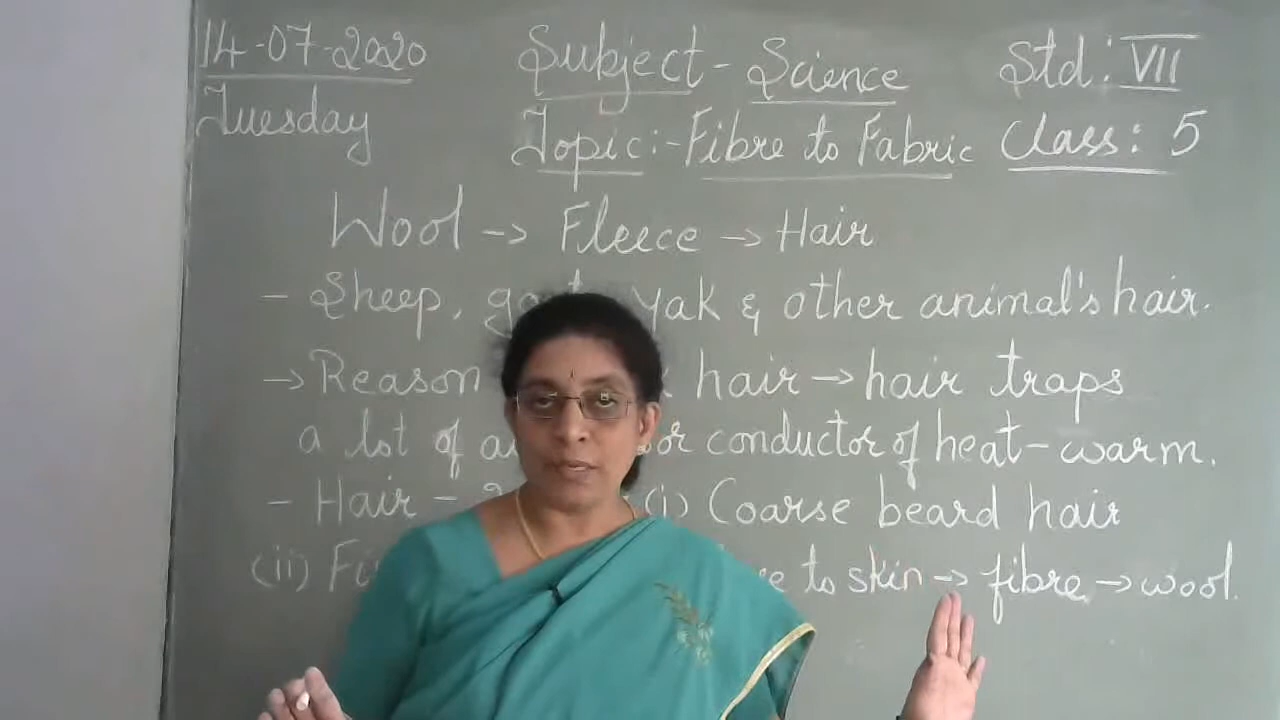 14-07-2020 Subject - Science Std: VII
Tuesday Topic:- Fibre to Fabric Class: 5
Wool -> Fleece -> Hair
- Sheep, yak & other animal's hair.
-> Reason hair -> hair traps
a lot of conductor of heat - warm.
- Hair - (i) Coarse beard hair
(ii) to skin -> fibre -> wool.